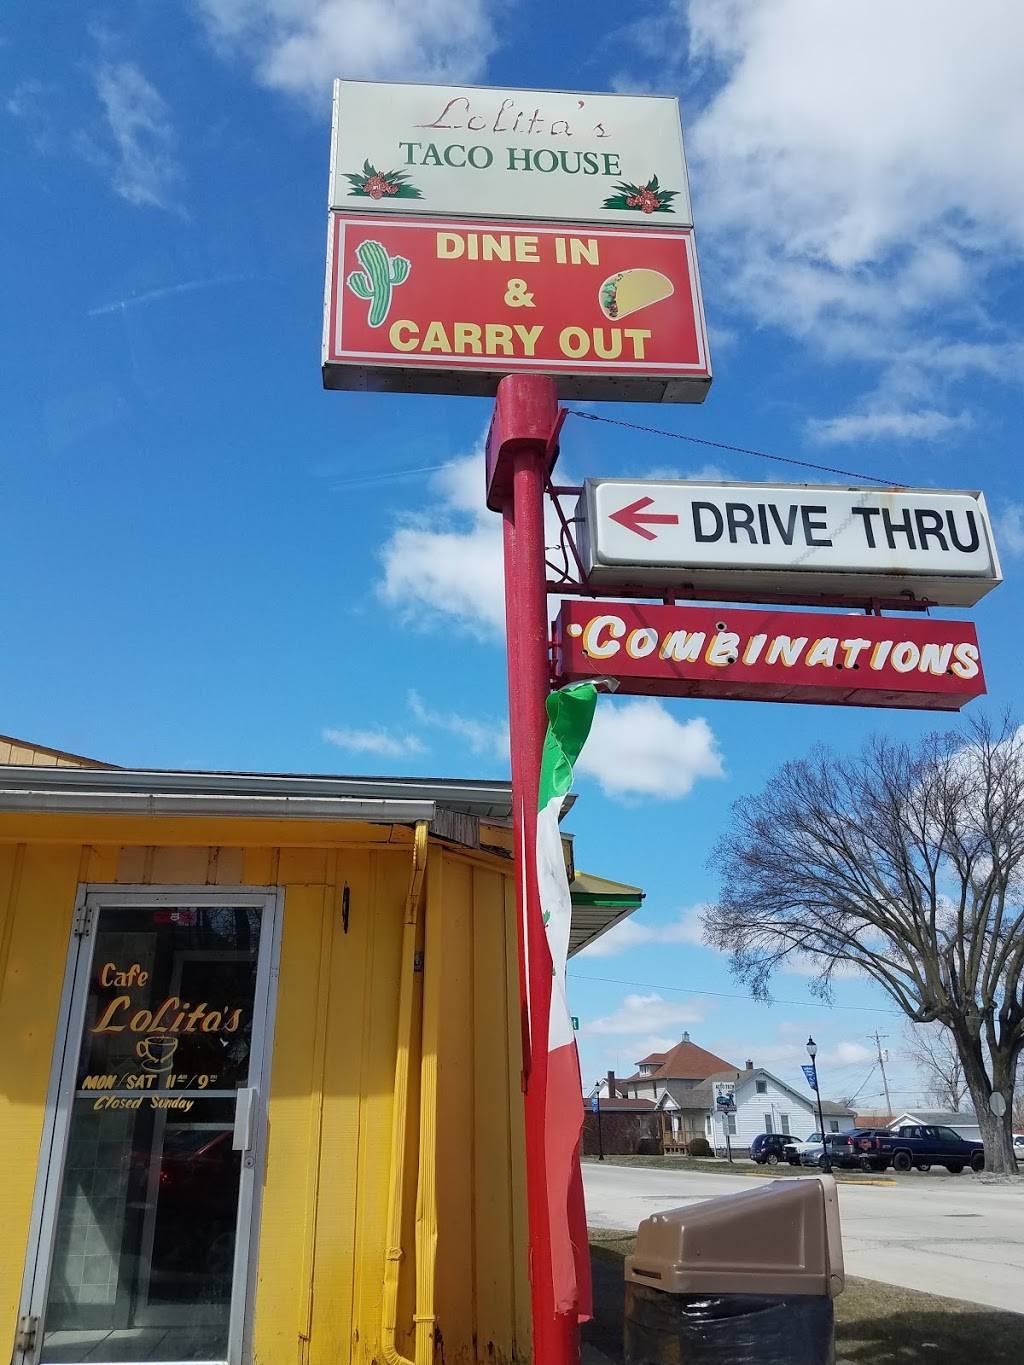 Lolita's
TACO HOUSE
DINE IN
&
CARRY OUT
DRIVE THRU
•COMBINATIONS
Cafe
LoLita's
MON/SAT 11AM/9PM
Closed Sunday